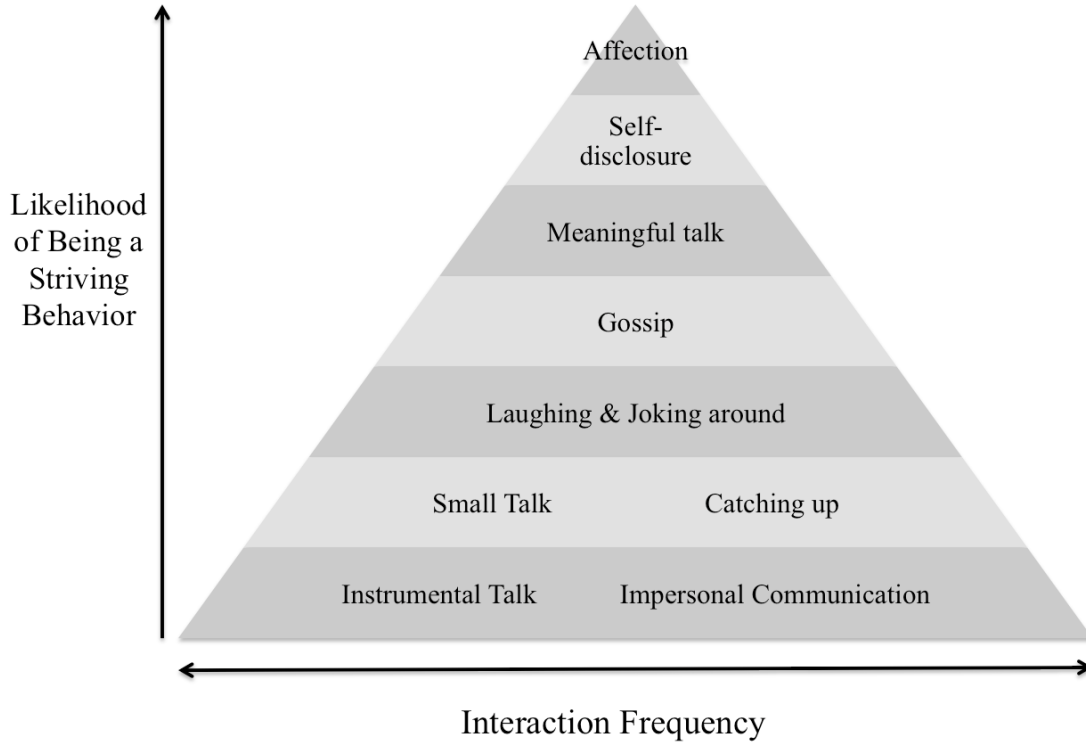 Affection
Self-
disclosure
Likelihood
of Being a
Striving
Behavior
Meaningful talk
Gossip
Laughing & Joking around
Small Talk
Catching up
Instrumental Talk
Impersonal Communication
Interaction Frequency